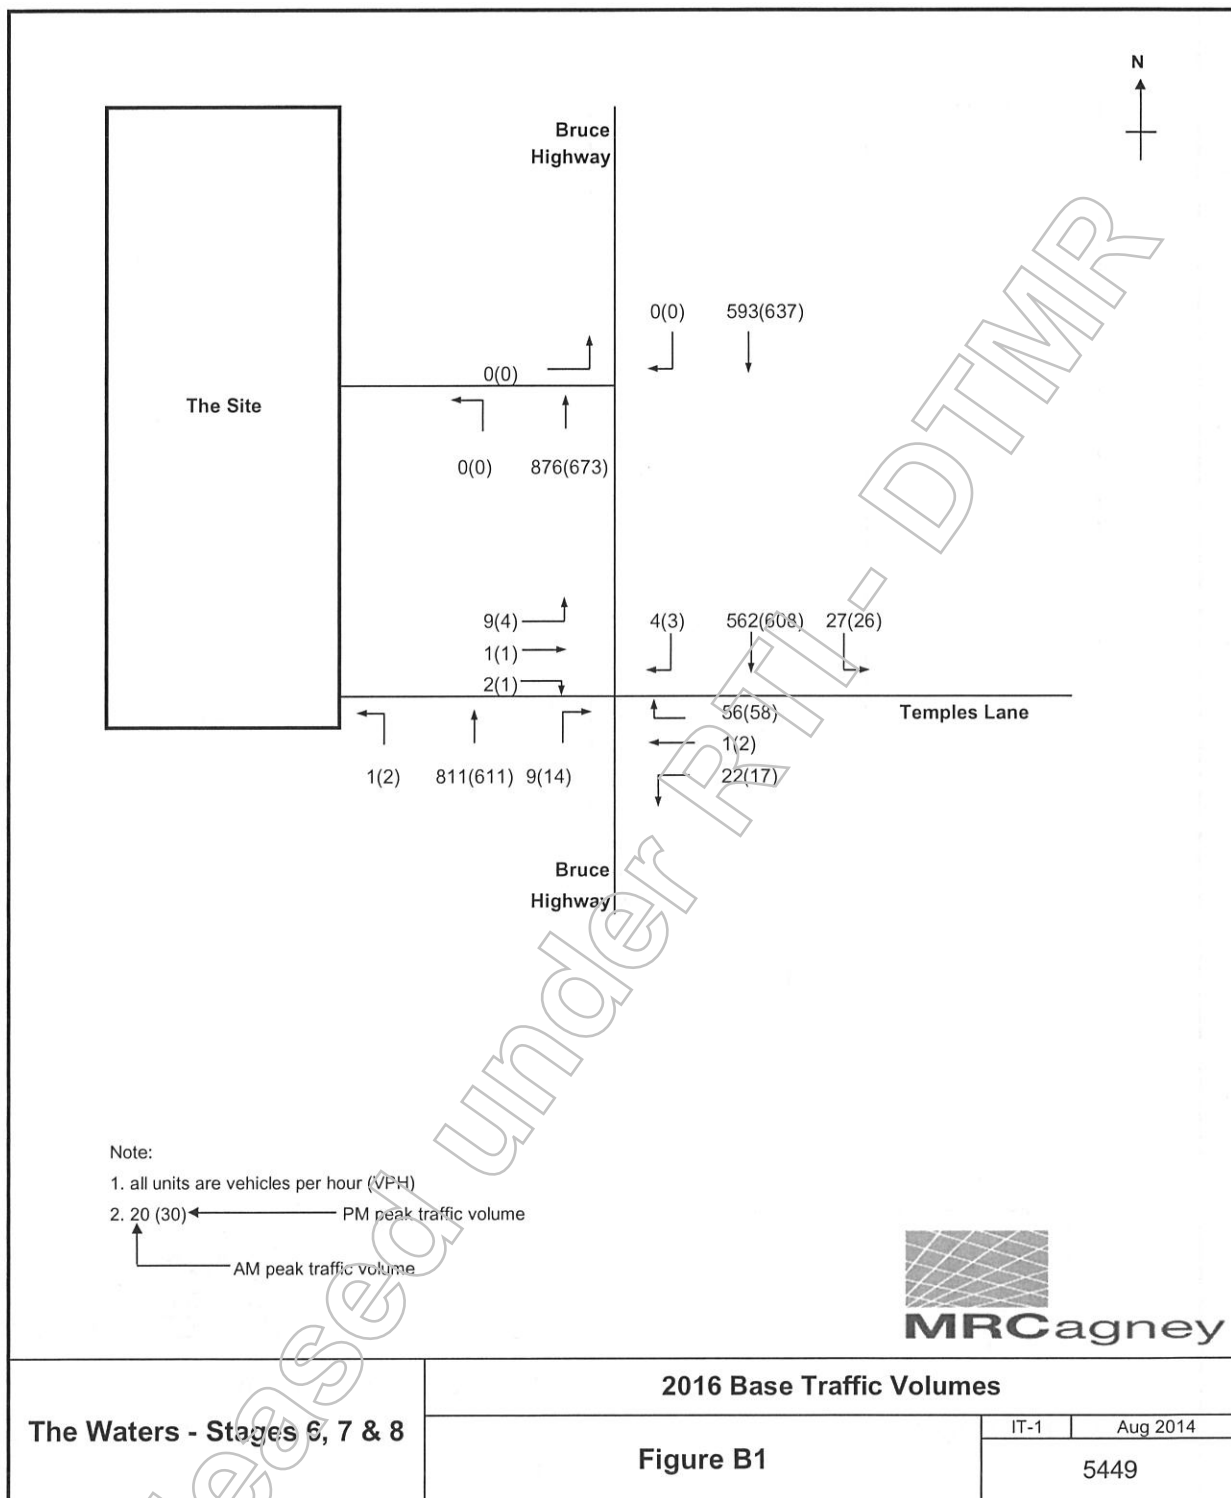 N
Bruce
Highway
0(0) 593(637)
0(0)
The Site
0(0) 876(673)
9(4) 4(3) 562(608) 27(26)
1(1)
2(1)
56(58) Temples Lane
1(2)
1(2) 811(611) 9(14) 22(17)
Bruce
Highway
Note:
1. all units are vehicles per hour (VPH)
2. 20 (30) PM peak traffic volume
AM peak traffic volume
MRCagney
2016 Base Traffic Volumes
The Waters - Stages 6, 7 & 8
IT-1 Aug 2014
Figure B1
5449
eased under RTI - DTMR